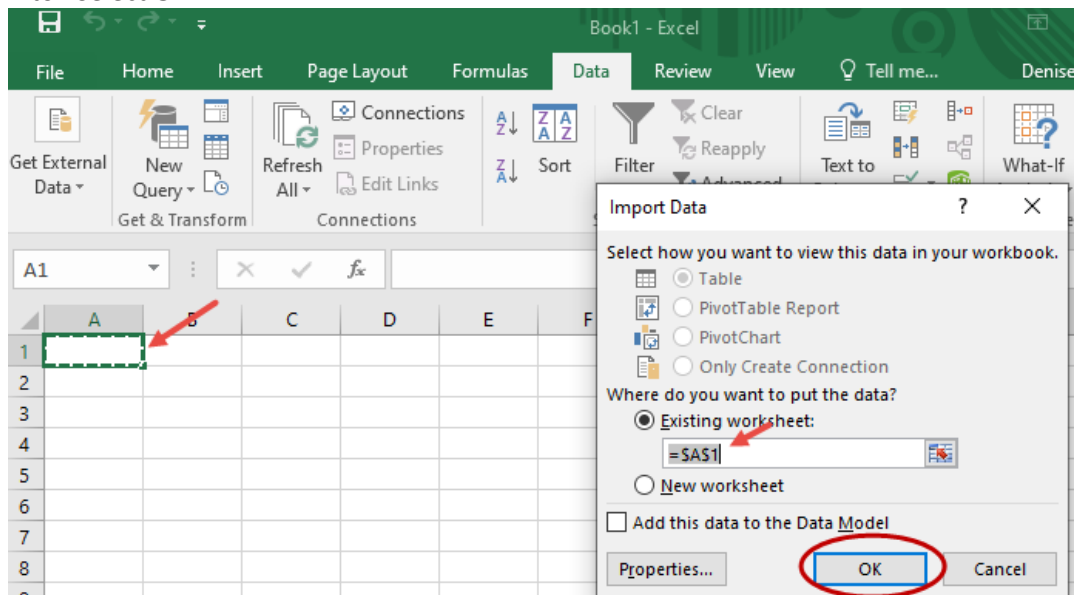 Book1 - Excel
File Home Insert Page Layout Formulas Data Review View Tell me... Denise
Connections Clear
Properties Reapply
Edit Links
Get External Data
New Query
Refresh All
Sort
Filter
Text to
What-If
Get & Transform
Connections
Import Data ? ×
Select how you want to view this data in your workbook.
Table
PivotTable Report
PivotChart
Only Create Connection
Where do you want to put the data?
Existing worksheet:
=$A$1
New worksheet
Add this data to the Data Model
Properties... OK Cancel
A1 fx
A B C D E F
1
2
3
4
5
6
7
8